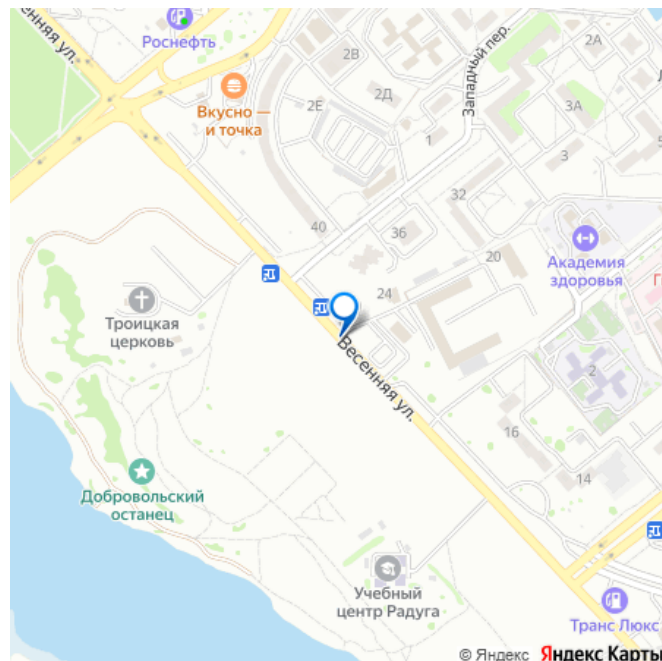 енняя ул.
Роснефть
2В
Западный пер.
2А
Вкусно —
и точка
2Е
2Д
1
3А
3
32
40
36
20
Академия
здоровья
24
Троицкая
церковь
Весенняя ул.
2
16
14
Добровольский
останец
Учебный
центр Радуга
Транс Люкс
© Яндекс Яндекс Карты